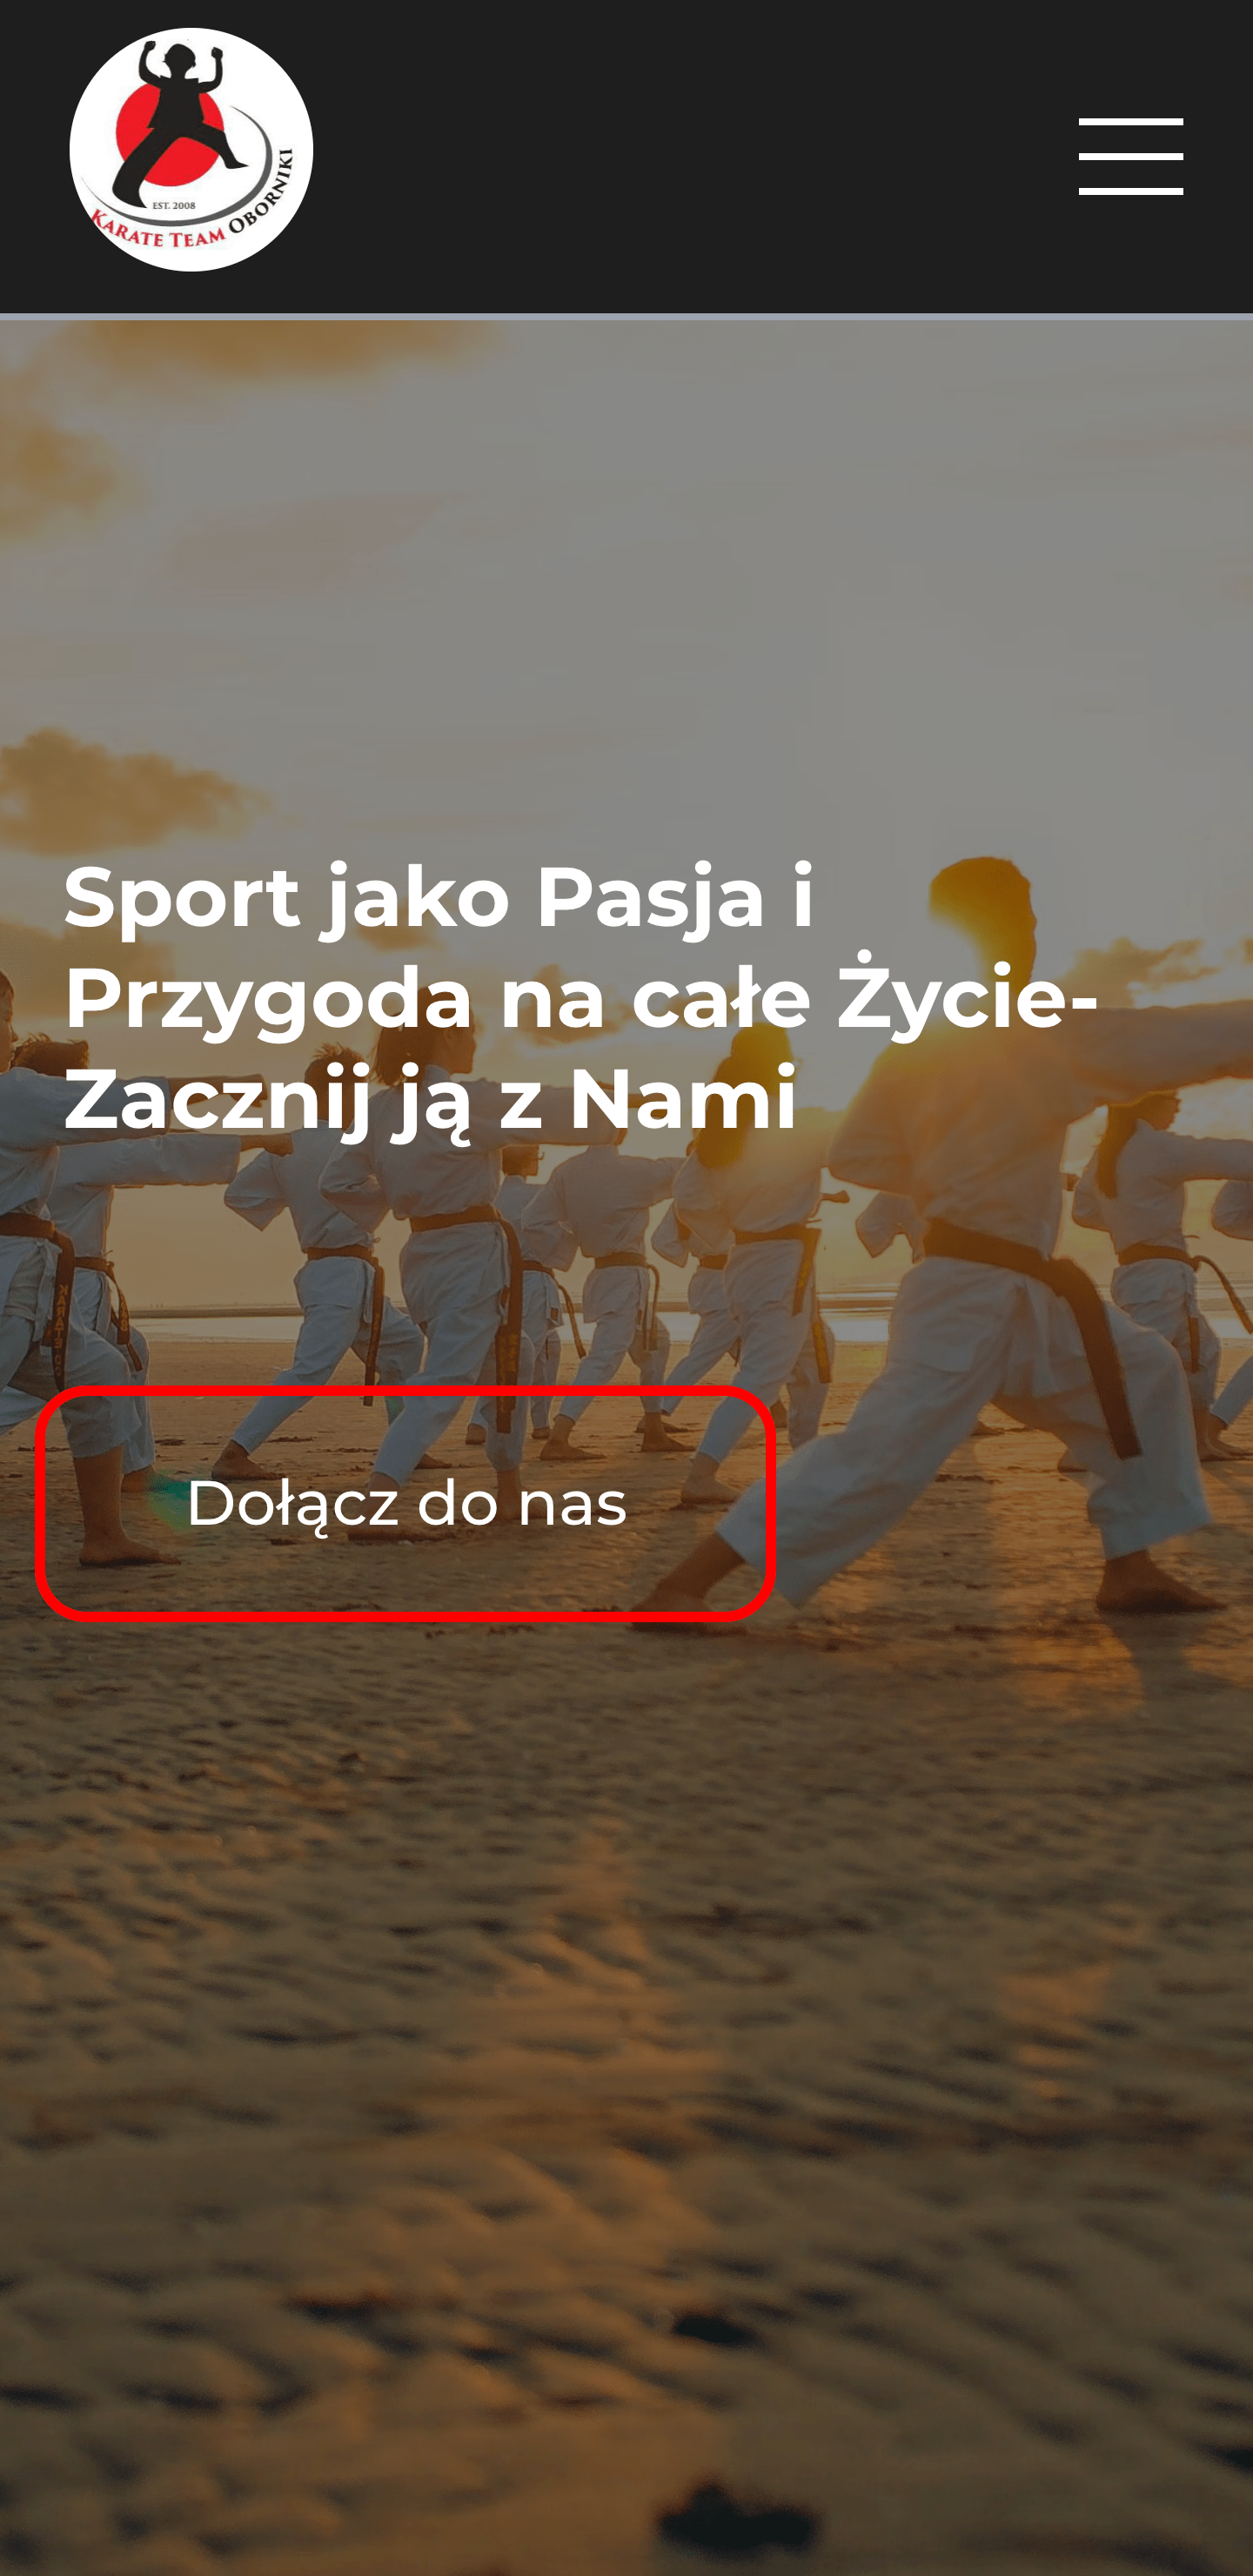 EST. 2008
KARATE TEAM OBORNIKI
Sport jako Pasja i
Przygoda na całe Życie-
Zacznij ją z Nami
Dołącz do nas